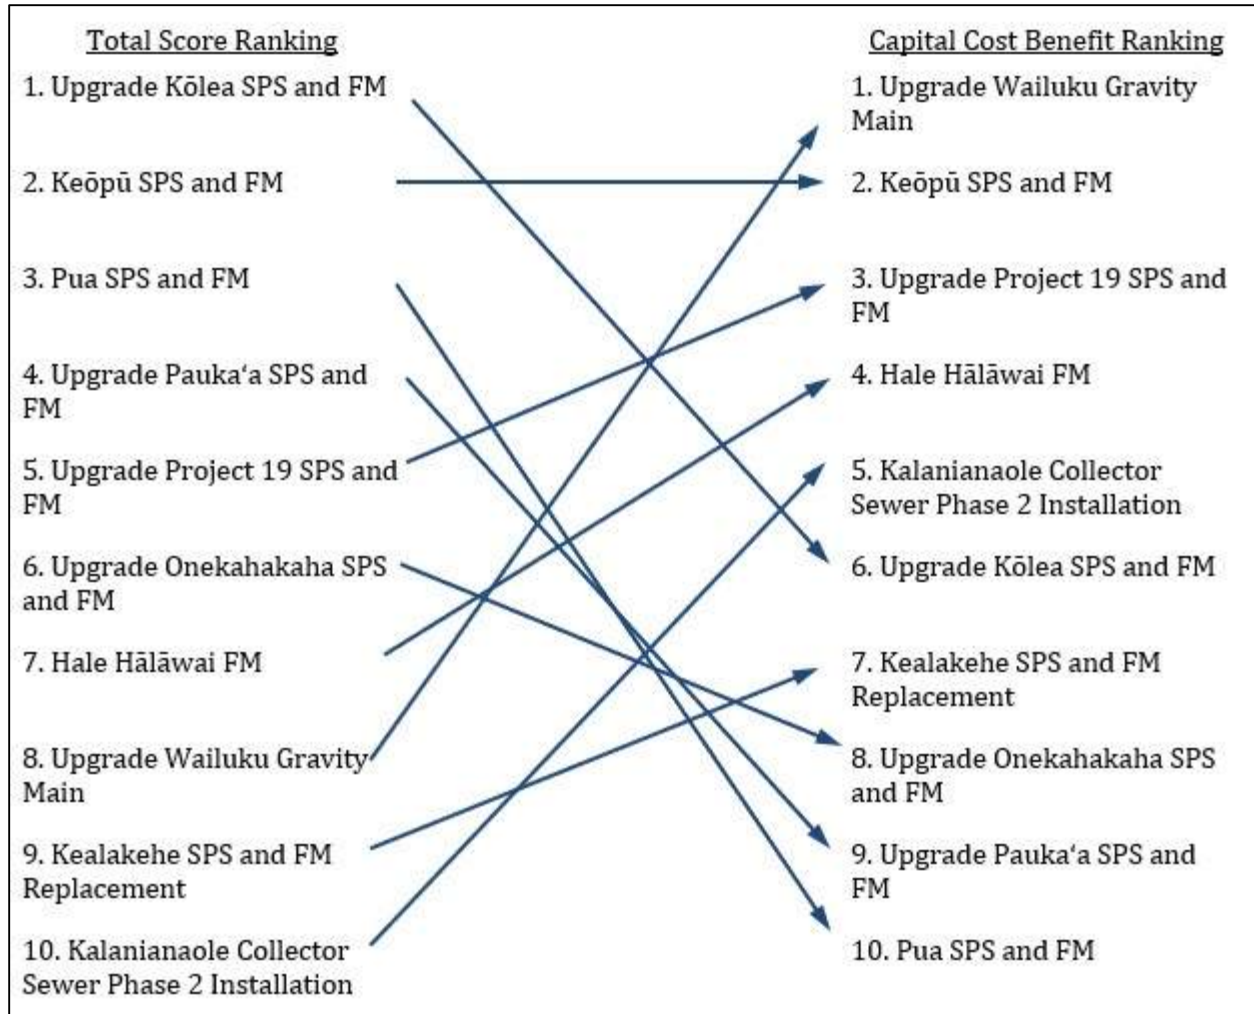 Total Score Ranking
1. Upgrade Kōlea SPS and FM
2. Keōpū SPS and FM
3. Pua SPS and FM
4. Upgrade Paukaʻa SPS and
FM
5. Upgrade Project 19 SPS and
FM
6. Upgrade Onekahakaha SPS
and FM
7. Hale Hālāwai FM
8. Upgrade Wailuku Gravity
Main
9. Kealakehe SPS and FM
Replacement
10. Kalanianaole Collector
Sewer Phase 2 Installation
Capital Cost Benefit Ranking
1. Upgrade Wailuku Gravity
Main
2. Keōpū SPS and FM
3. Upgrade Project 19 SPS and
FM
4. Hale Hālāwai FM
5. Kalanianaole Collector
Sewer Phase 2 Installation
6. Upgrade Kōlea SPS and FM
7. Kealakehe SPS and FM
Replacement
8. Upgrade Onekahakaha SPS
and FM
9. Upgrade Paukaʻa SPS and
FM
10. Pua SPS and FM